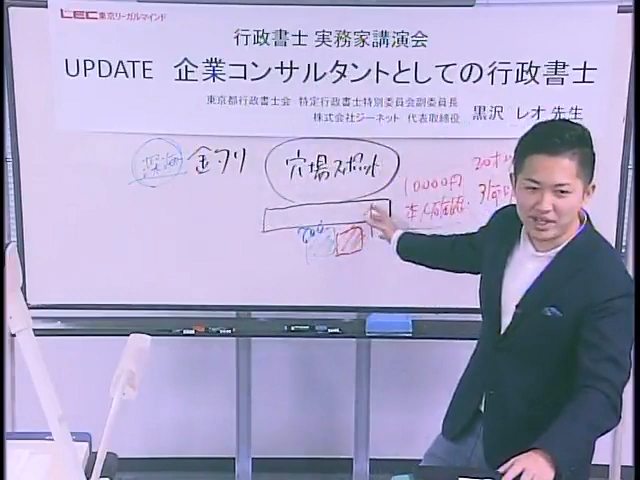 LEC東京リーガルマインド
行政書士 実務家講演会
UPDATE 企業コンサルタントとしての行政書士
東京都行政書士会 特定行政書士特別委員会副委員長
株式会社ジーネット 代表取締役 黒沢 レオ 先生
深海 釣り 穴場スポット
10000円